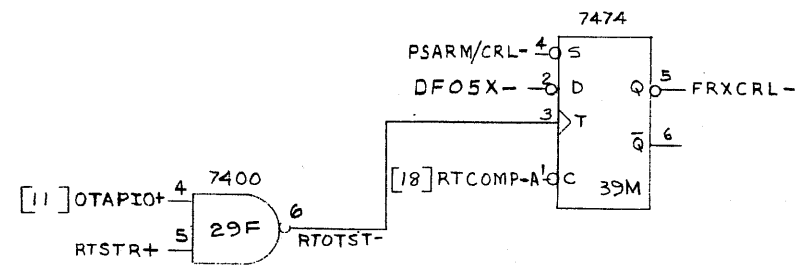 7474
PSARM/CRL- 4 S
DF05X- 2 D Q 5 FRXCRL-
3 T
Q̅ 6
[18] RTCOMP-A 1 C
39M
7400
[11] OTAPIO+ 4
29F 6
RTSTR+ 5
RTOTST-